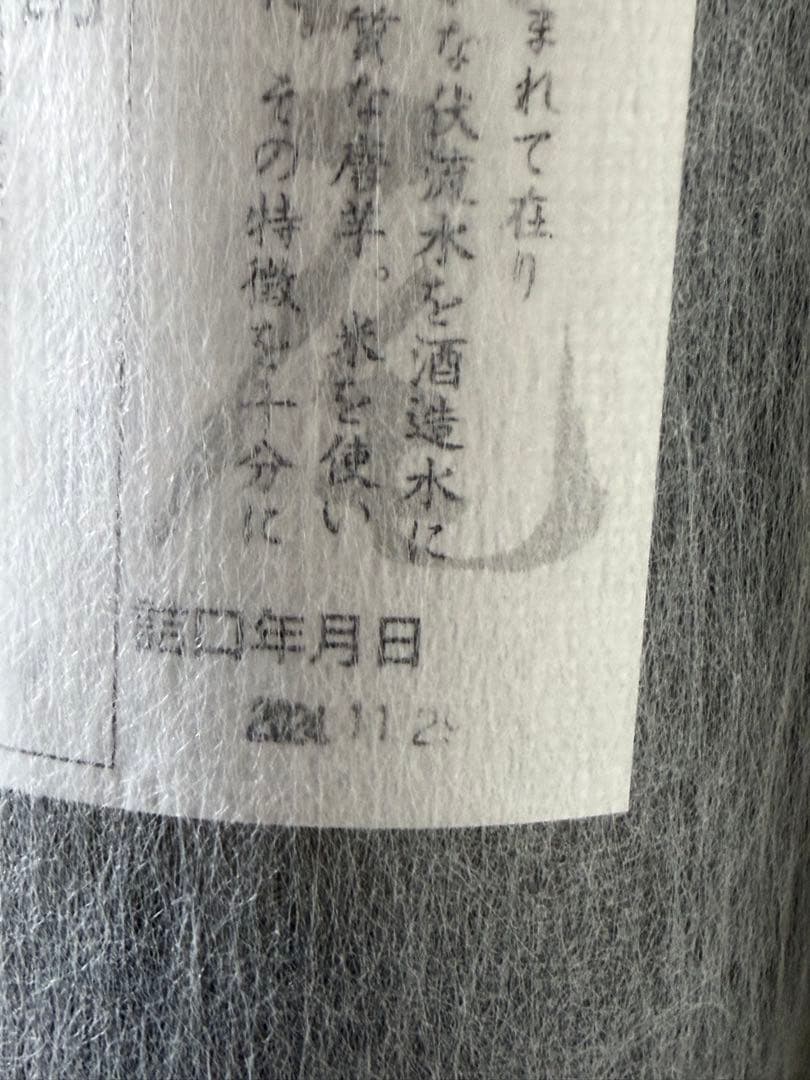 まれて在り
な伏流水を酒造水に
質な唐芋。米を使い
その特徴を十分に
詰口年月日
2024.11.2